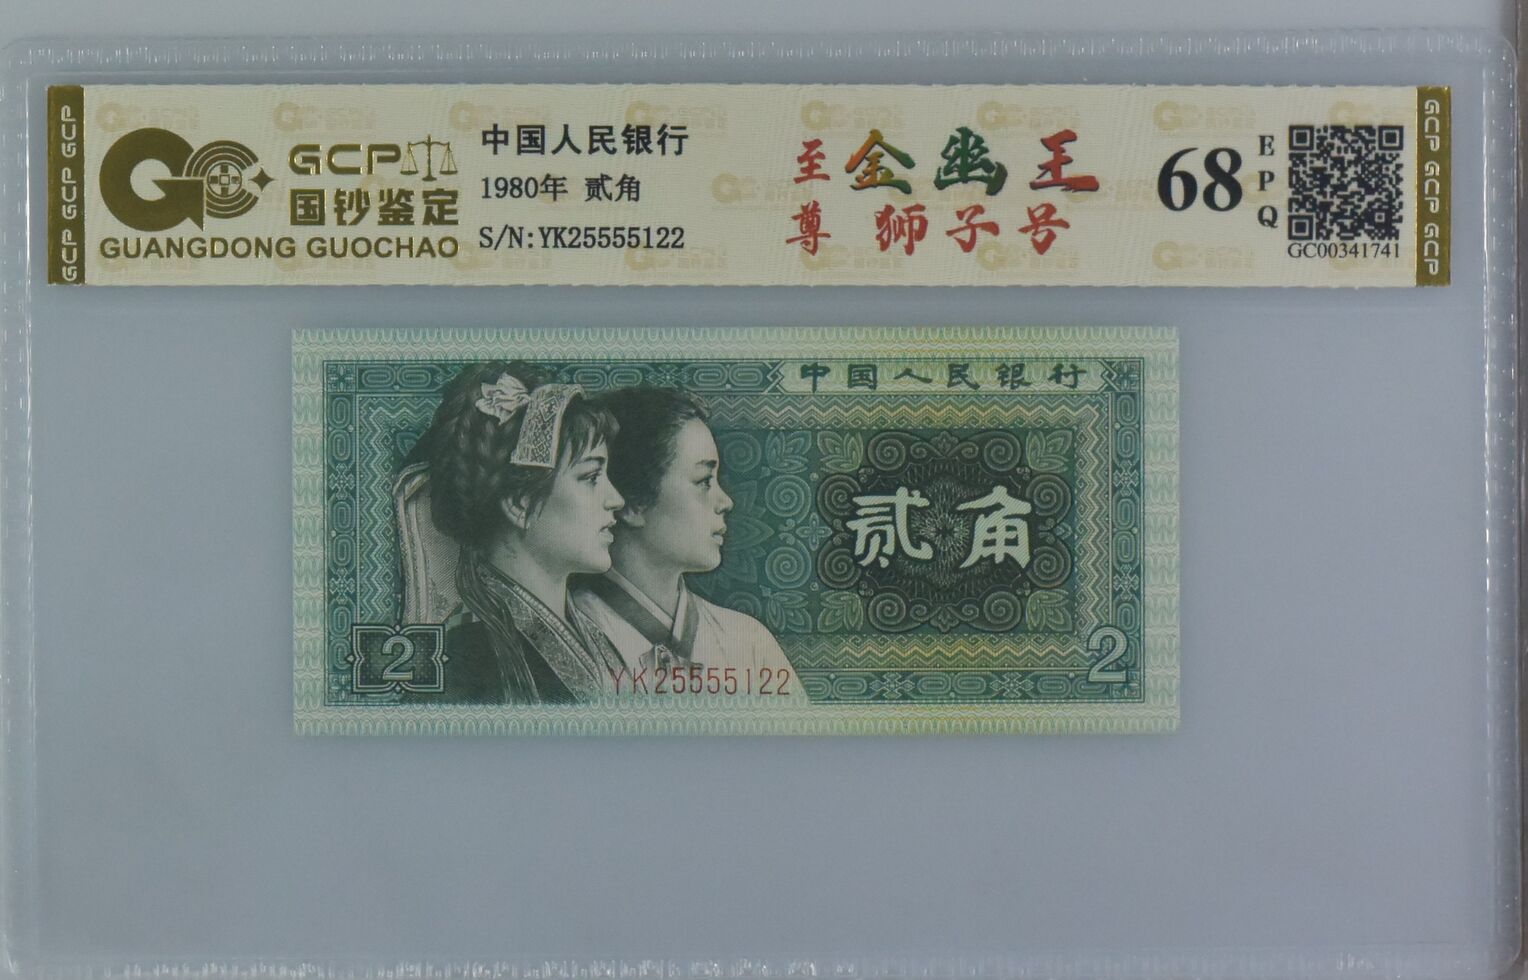 GCP GCP GCP
GCP
国钞鉴定
GUANGDONG GUOCHAO
中国人民银行
1980年 贰角
S/N:YK25555122
至尊
金幽王
狮子号
68
EPQ
GC00341741
GCP GCP GCP
中国人民银行
贰角
2
2
YK25555122